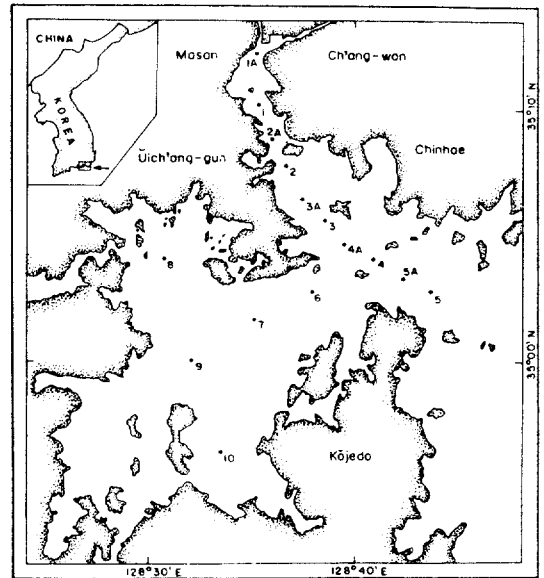 CHINA
KOREA
Masan
Ch'ang-won
1A
1
2A
Ŭich'ang-gun
Chinhae
2
3A
3
4A
4
5A
5
8
6
7
9
10
Kŏjedo
35°10' N
35°00' N
128°30' E
128°40' E